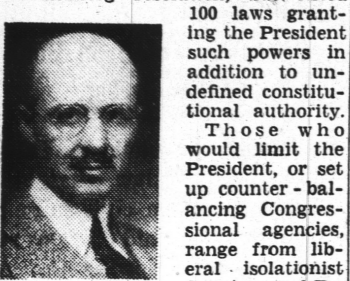 100 laws grant-
ing the President
such powers in
addition to un-
defined constitu-
tional authority.
Those who
would limit the
President, or set
up counter - bal-
ancing Congres-
sional agencies,
range from lib-
eral isolationist